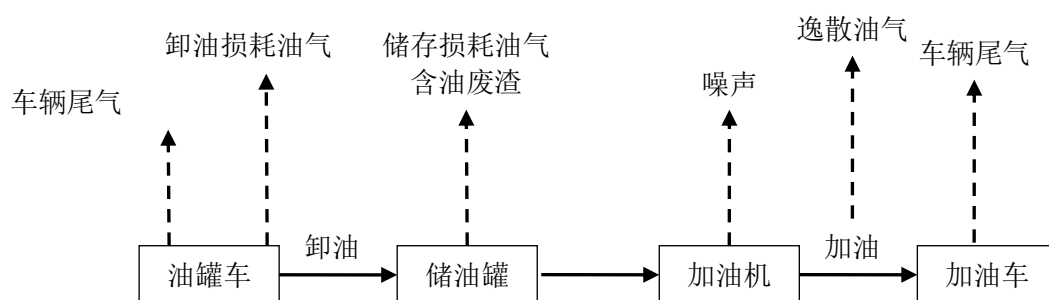 逸散油气
卸油损耗油气
储存损耗油气
含油废渣
车辆尾气
噪声
车辆尾气
卸油
加油
油罐车
储油罐
加油机
加油车